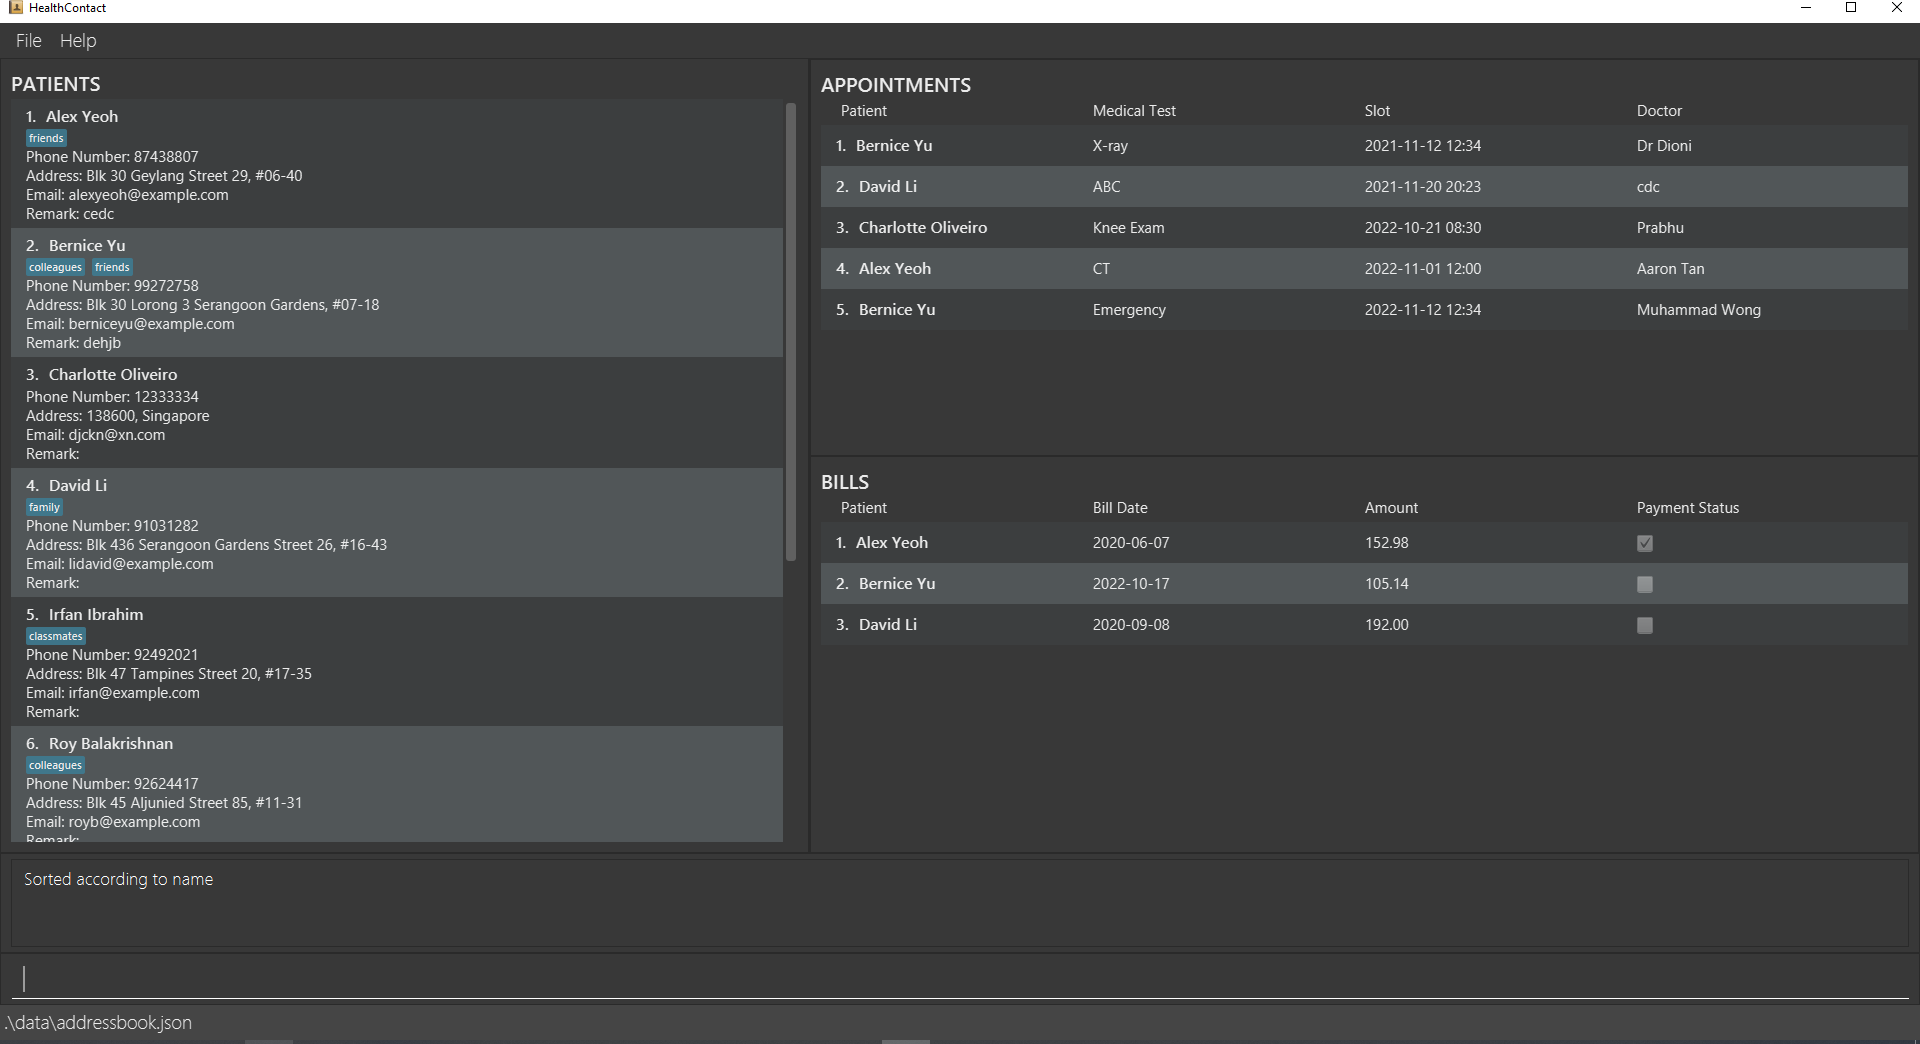 HealthContact
File Help
PATIENTS
1. Alex Yeoh
friends
Phone Number: 87438807
Address: Blk 30 Geylang Street 29, #06-40
Email: alexyeoh@example.com
Remark: cedc
2. Bernice Yu
colleagues friends
Phone Number: 99272758
Address: Blk 30 Lorong 3 Serangoon Gardens, #07-18
Email: berniceyu@example.com
Remark: dehjb
3. Charlotte Oliveiro
Phone Number: 12333334
Address: 138600, Singapore
Email: djckn@xn.com
Remark:
4. David Li
family
Phone Number: 91031282
Address: Blk 436 Serangoon Gardens Street 26, #16-43
Email: lidavid@example.com
Remark:
5. Irfan Ibrahim
classmates
Phone Number: 92492021
Address: Blk 47 Tampines Street 20, #17-35
Email: irfan@example.com
Remark:
6. Roy Balakrishnan
colleagues
Phone Number: 92624417
Address: Blk 45 Aljunied Street 85, #11-31
Email: royb@example.com
Remark:
APPOINTMENTS
Patient Medical Test Slot Doctor
1. Bernice Yu X-ray 2021-11-12 12:34 Dr Dioni
2. David Li ABC 2021-11-20 20:23 cdc
3. Charlotte Oliveiro Knee Exam 2022-10-21 08:30 Prabhu
4. Alex Yeoh CT 2022-11-01 12:00 Aaron Tan
5. Bernice Yu Emergency 2022-11-12 12:34 Muhammad Wong
BILLS
Patient Bill Date Amount Payment Status
1. Alex Yeoh 2020-06-07 152.98
2. Bernice Yu 2022-10-17 105.14
3. David Li 2020-09-08 192.00
Sorted according to name
.\data\addressbook.json